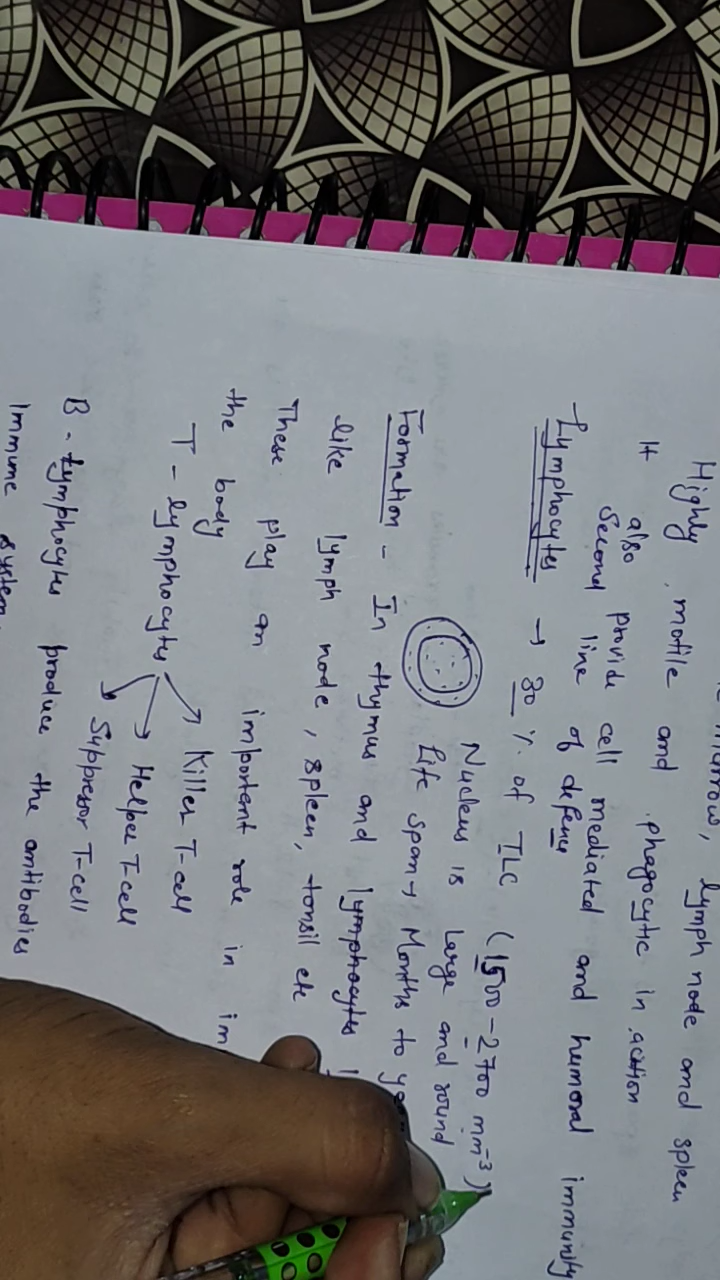 marrow, lymph node and spleen
Highly motile and phagocytic in action
It also provide cell mediated and humoral immunity
Second line of defence
Lymphocytes → 30 % of TLC (1500-2700 mm-3)
Nucleus is large and round
Life span → Months to
Formation - In thymus and lymphocytes
like lymph node, spleen, tonsil etc
These play an important role in im
the body
T - lymphocytes
Killer T-cell
Helper T-cell
Suppressor T-cell
B - lymphocytes produce the antibodies
Immune system.